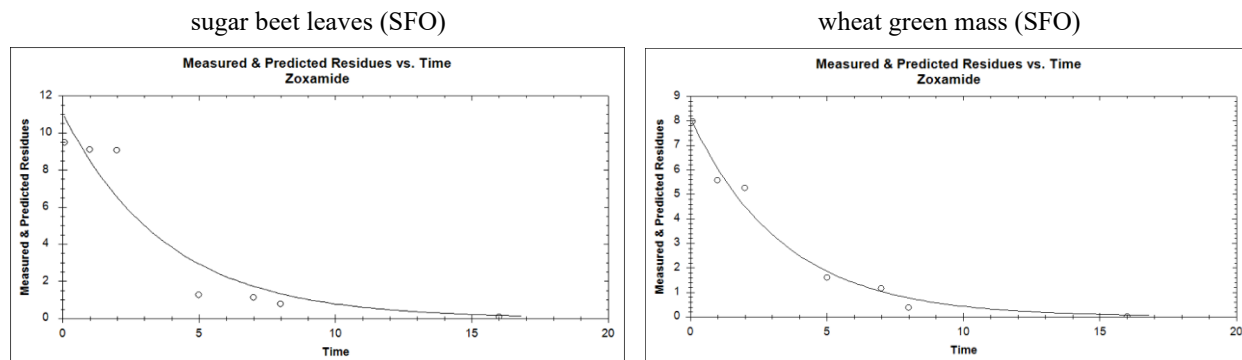 sugar beet leaves (SFO)
Measured & Predicted Residues vs. Time
Zoxamide
Measured & Predicted Residues
12
10
8
6
4
2
0
0 5 10 15 20
Time
wheat green mass (SFO)
Measured & Predicted Residues vs. Time
Zoxamide
Measured & Predicted Residues
9
8
7
6
5
4
3
2
1
0
0 5 10 15 20
Time